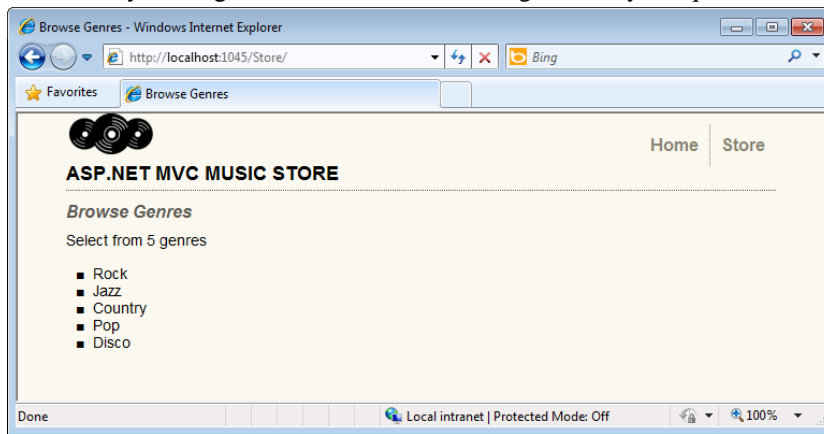 Browse Genres - Windows Internet Explorer
http://localhost:1045/Store/
Bing
Favorites
Browse Genres
Home
Store
ASP.NET MVC MUSIC STORE
Browse Genres
Select from 5 genres
Rock
Jazz
Country
Pop
Disco
Done
Local intranet | Protected Mode: Off
100%